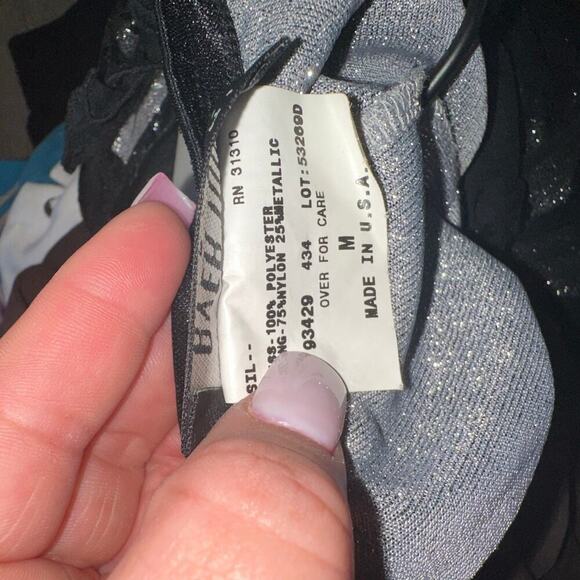 RN 31310
SIL--
SS-100% POLYESTER
NG-75%NYLON 25%METALLIC
93429 434 LOT:53269D
OVER FOR CARE
M
MADE IN U.S.A.